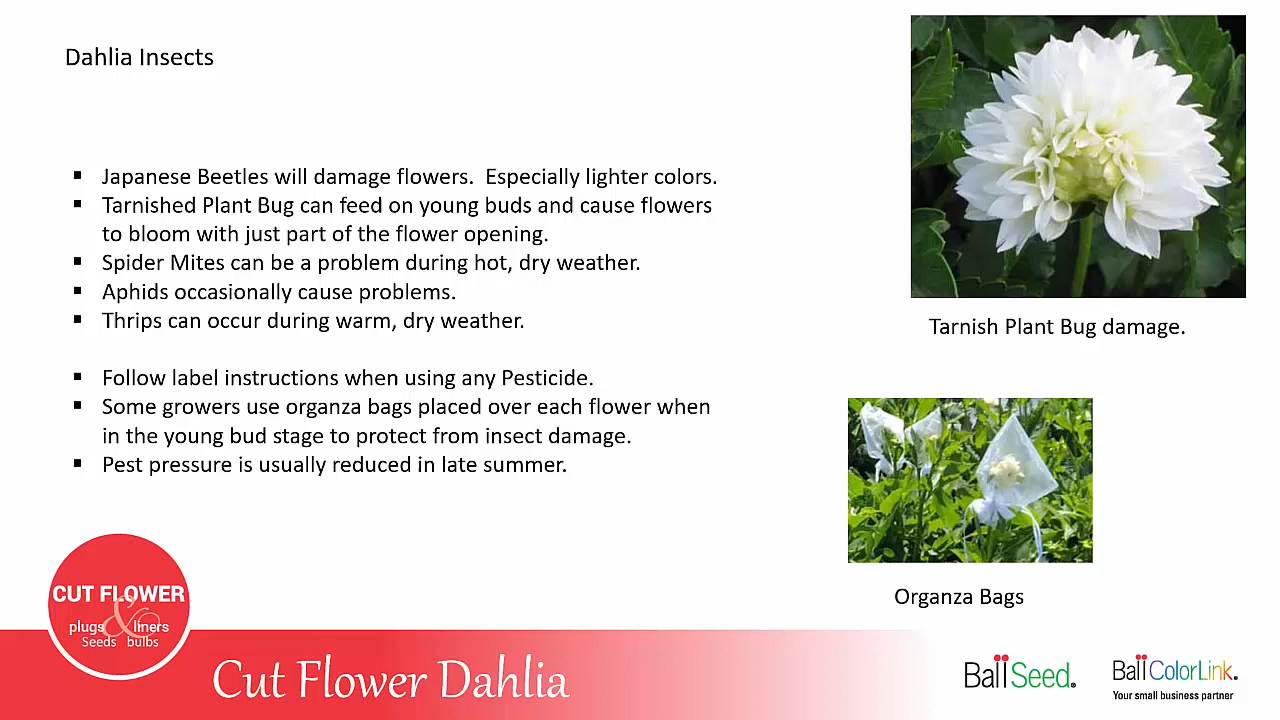 Dahlia Insects
▪ Japanese Beetles will damage flowers.  Especially lighter colors.
▪ Tarnished Plant Bug can feed on young buds and cause flowers
to bloom with just part of the flower opening.
▪ Spider Mites can be a problem during hot, dry weather.
▪ Aphids occasionally cause problems.
▪ Thrips can occur during warm, dry weather.
▪ Follow label instructions when using any Pesticide.
▪ Some growers use organza bags placed over each flower when
in the young bud stage to protect from insect damage.
▪ Pest pressure is usually reduced in late summer.
Tarnish Plant Bug damage.
Organza Bags
CUT FLOWER
plugs & liners
Seeds bulbs
Cut Flower Dahlia
Ball Seed.
Ball ColorLink.
Your small business partner